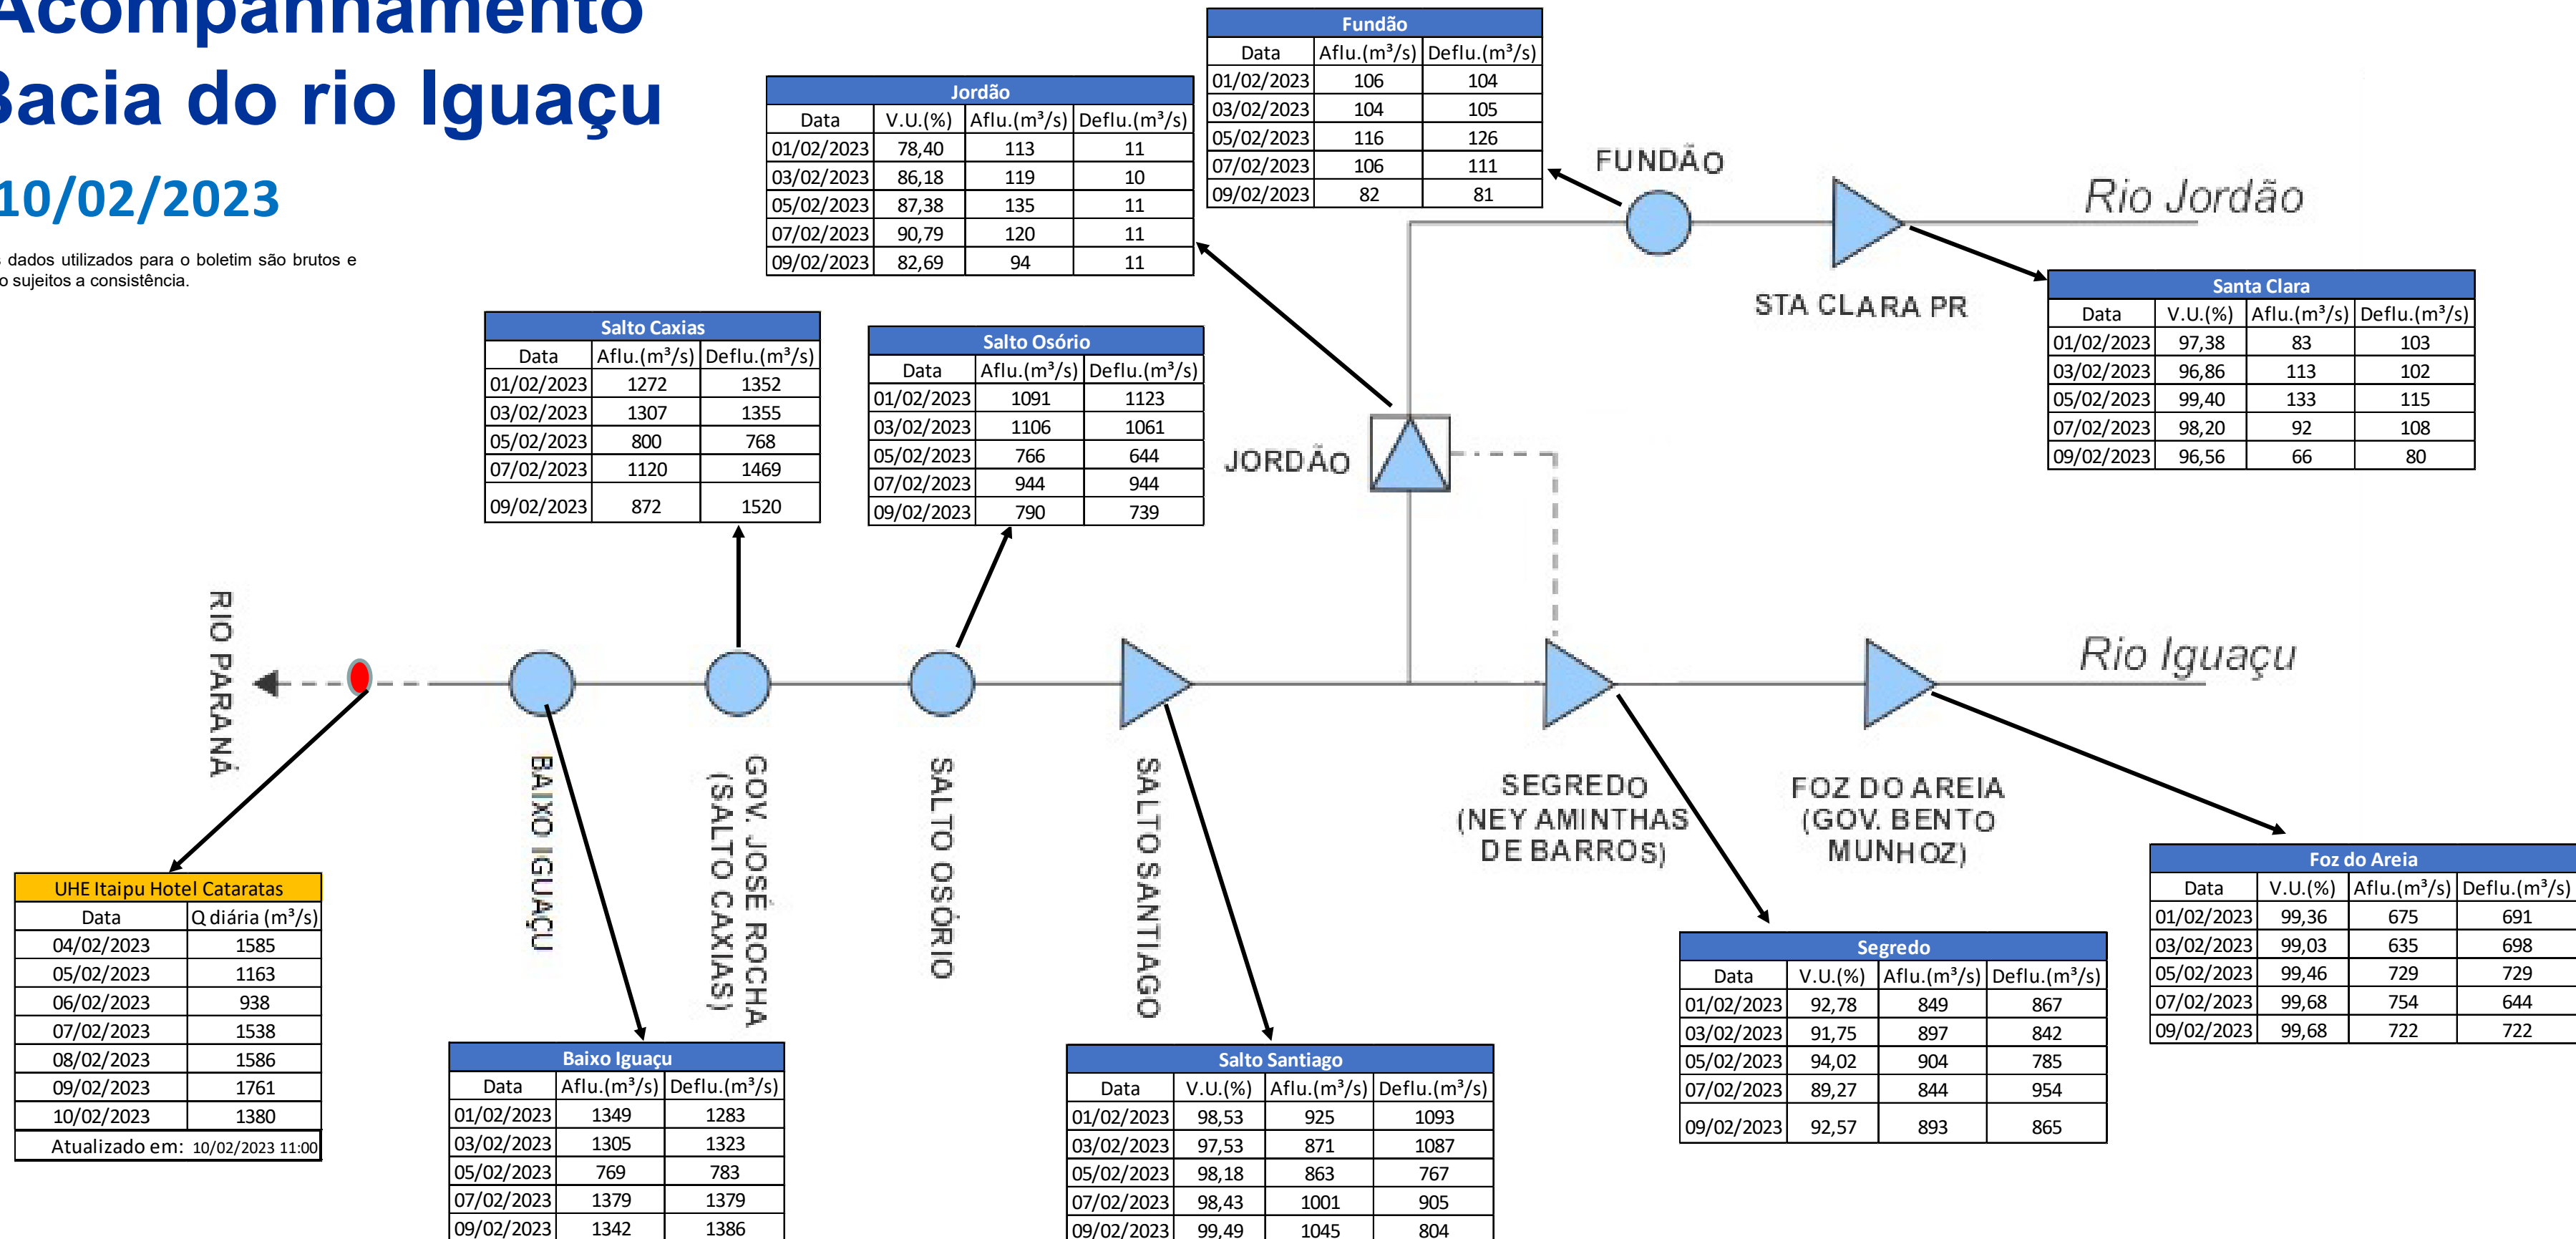 Acompanhamento
Bacia do rio Iguaçu
10/02/2023
dados utilizados para o boletim são brutos e
sujeitos a consistência.
Fundão
Data Aflu.(m³/s) Deflu.(m³/s)
01/02/2023 106 104
03/02/2023 104 105
05/02/2023 116 126
07/02/2023 106 111
09/02/2023 82 81
Jordão
Data V.U.(%) Aflu.(m³/s) Deflu.(m³/s)
01/02/2023 78,40 113 11
03/02/2023 86,18 119 10
05/02/2023 87,38 135 11
07/02/2023 90,79 120 11
09/02/2023 82,69 94 11
FUNDÃO
Rio Jordão
STA CLARA PR
Santa Clara
Data V.U.(%) Aflu.(m³/s) Deflu.(m³/s)
01/02/2023 97,38 83 103
03/02/2023 96,86 113 102
05/02/2023 99,40 133 115
07/02/2023 98,20 92 108
09/02/2023 96,56 66 80
Salto Caxias
Data Aflu.(m³/s) Deflu.(m³/s)
01/02/2023 1272 1352
03/02/2023 1307 1355
05/02/2023 800 768
07/02/2023 1120 1469
09/02/2023 872 1520
Salto Osório
Data Aflu.(m³/s) Deflu.(m³/s)
01/02/2023 1091 1123
03/02/2023 1106 1061
05/02/2023 766 644
07/02/2023 944 944
09/02/2023 790 739
JORDÃO
RIO PARANÁ
Rio Iguaçu
BAIXO IGUAÇU
GOV. JOSÉ ROCHA
(SALTO CAXIAS)
SALTO OSÓRIO
SALTO SANTIAGO
SEGREDO
(NEY AMINTHAS
DE BARROS)
FOZ DO AREIA
(GOV. BENTO
MUNHOZ)
UHE Itaipu Hotel Cataratas
Data Q diária (m³/s)
04/02/2023 1585
05/02/2023 1163
06/02/2023 938
07/02/2023 1538
08/02/2023 1586
09/02/2023 1761
10/02/2023 1380
Atualizado em: 10/02/2023 11:00
Baixo Iguaçu
Data Aflu.(m³/s) Deflu.(m³/s)
01/02/2023 1349 1283
03/02/2023 1305 1323
05/02/2023 769 783
07/02/2023 1379 1379
09/02/2023 1342 1386
Salto Santiago
Data V.U.(%) Aflu.(m³/s) Deflu.(m³/s)
01/02/2023 98,53 925 1093
03/02/2023 97,53 871 1087
05/02/2023 98,18 863 767
07/02/2023 98,43 1001 905
09/02/2023 99,49 1045 804
Segredo
Data V.U.(%) Aflu.(m³/s) Deflu.(m³/s)
01/02/2023 92,78 849 867
03/02/2023 91,75 897 842
05/02/2023 94,02 904 785
07/02/2023 89,27 844 954
09/02/2023 92,57 893 865
Foz do Areia
Data V.U.(%) Aflu.(m³/s) Deflu.(m³/s)
01/02/2023 99,36 675 691
03/02/2023 99,03 635 698
05/02/2023 99,46 729 729
07/02/2023 99,68 754 644
09/02/2023 99,68 722 722